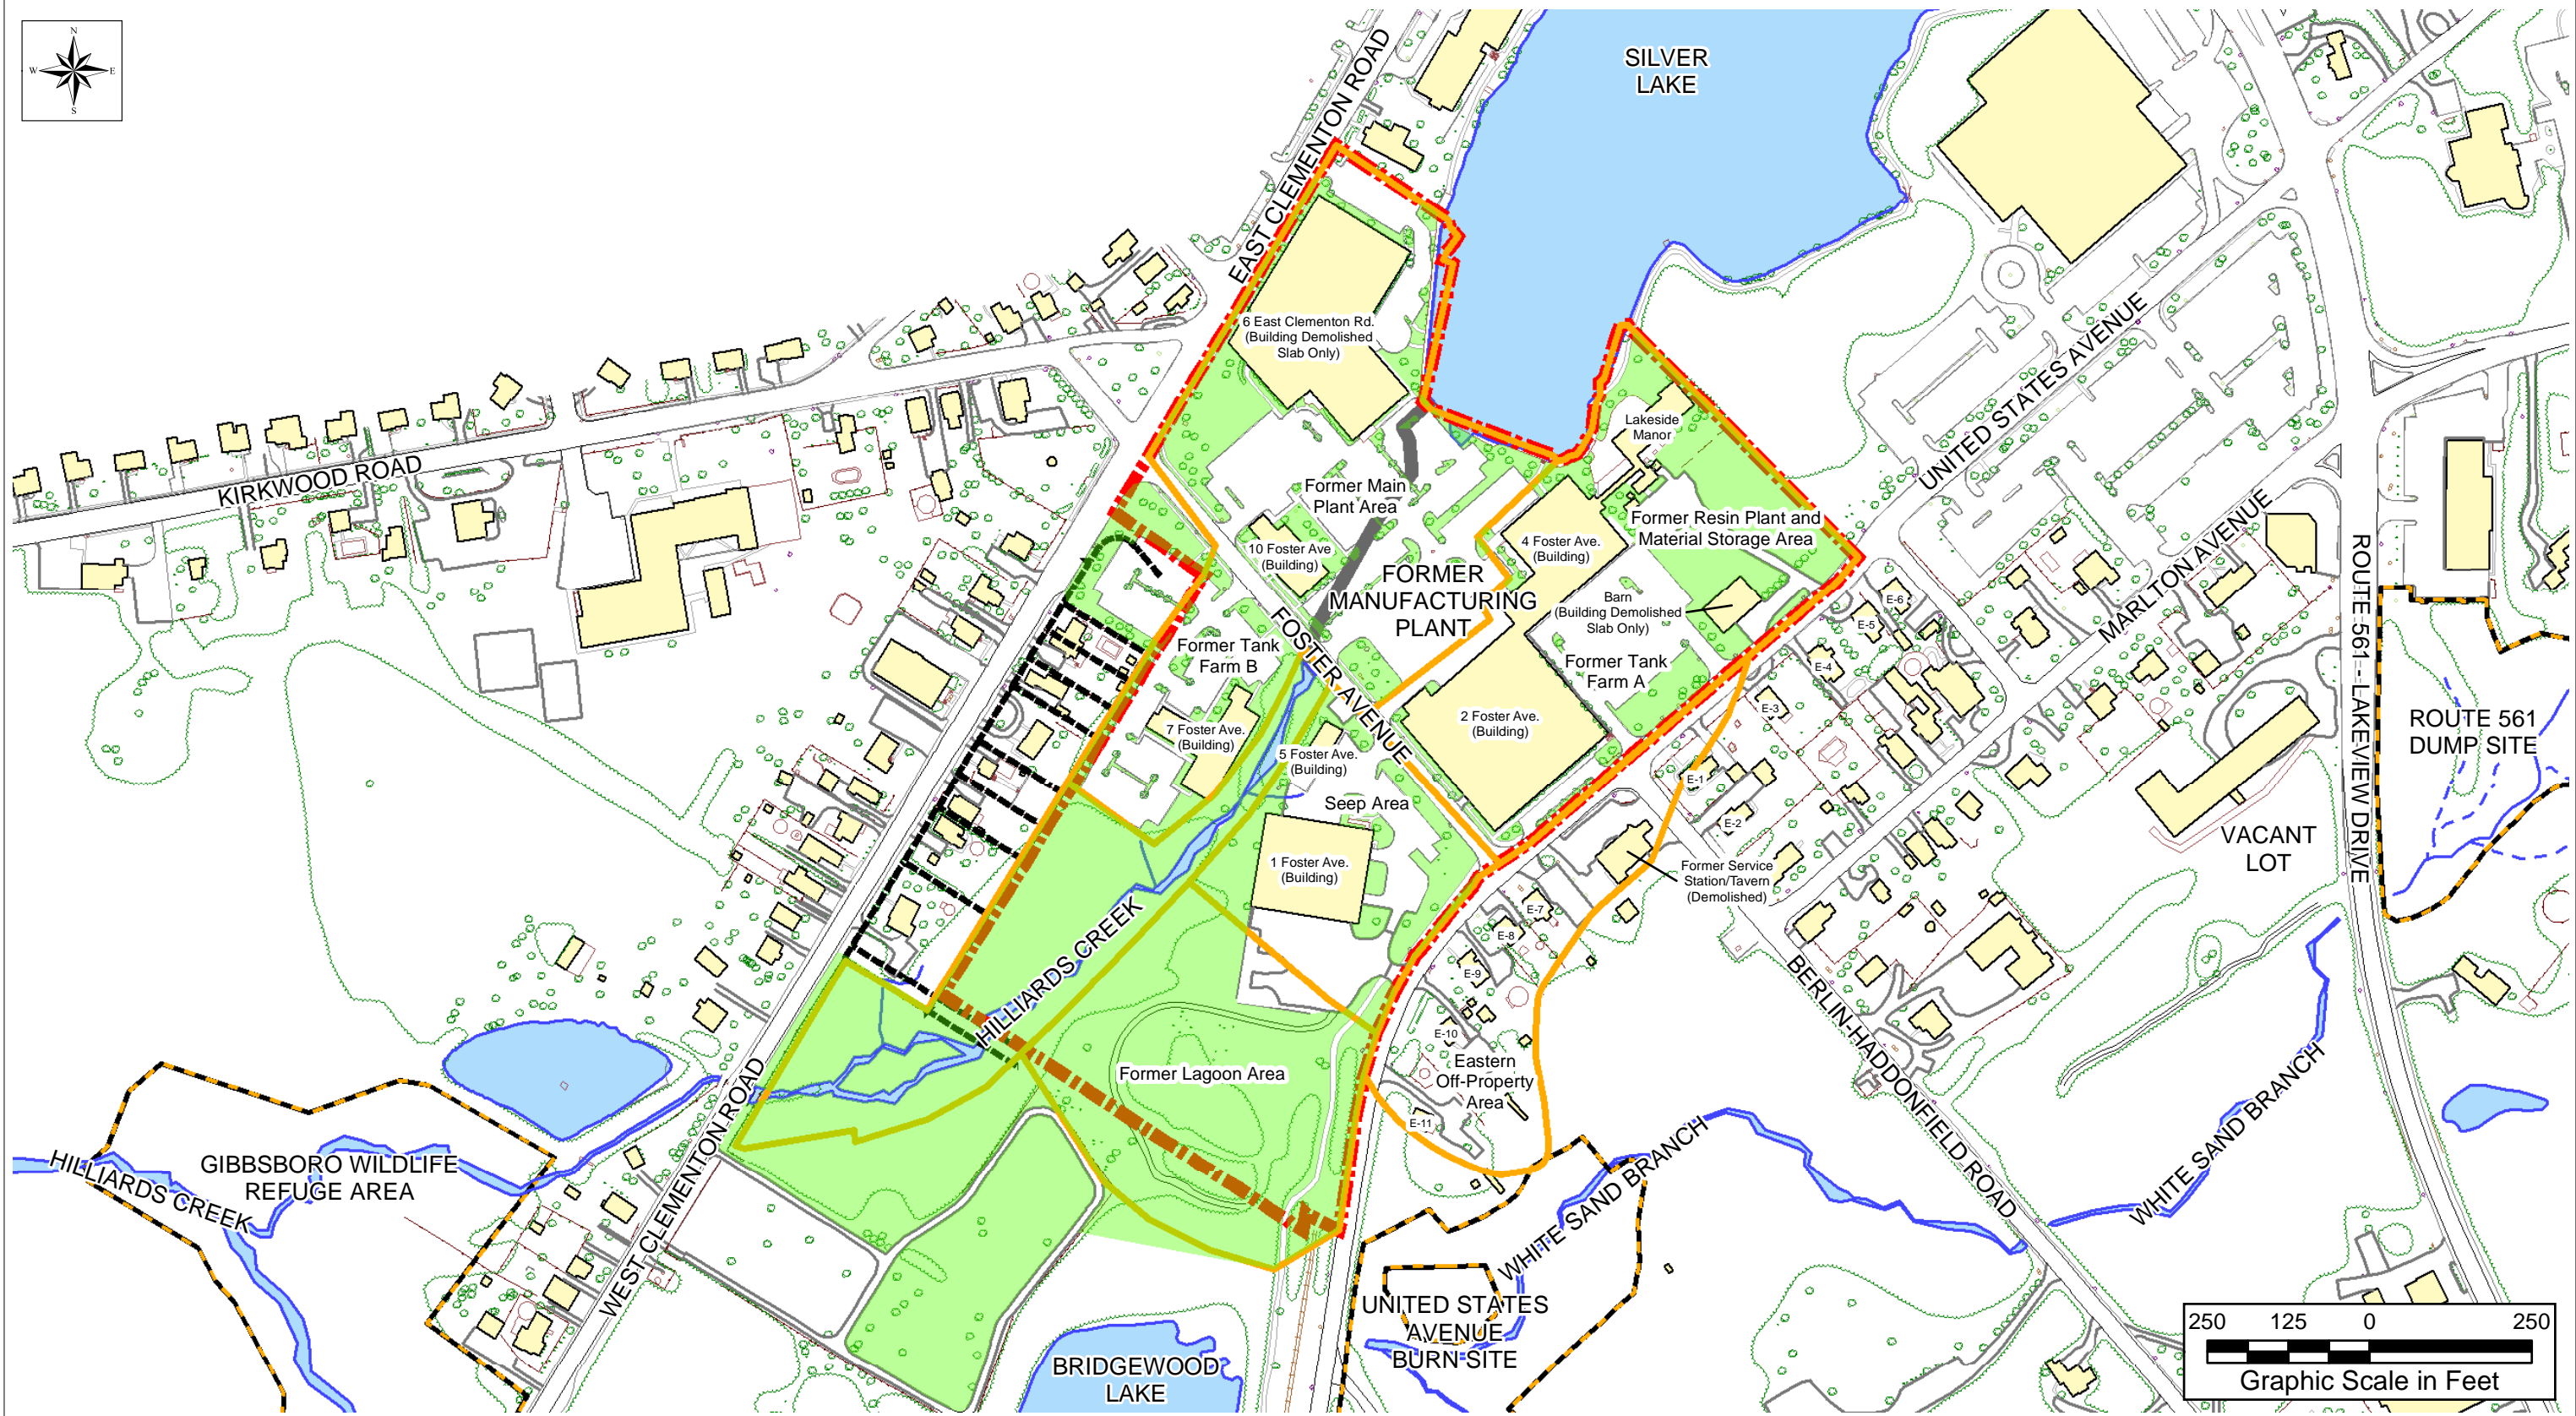 N
W
E
S
SILVER
LAKE
EAST CLEMENTON ROAD
6 East Clementon Rd.
(Building Demolished
Slab Only)
Lakeside
Manor
UNITED STATES AVENUE
KIRKWOOD ROAD
Former Main
Plant Area
Former Resin Plant and
Material Storage Area
4 Foster Ave.
(Building)
10 Foster Ave
(Building)
MARLTON AVENUE
ROUTE 561 - LAKEVIEW DRIVE
FORMER
MANUFACTURING
PLANT
Barn
(Building Demolished
Slab Only)
E-6
E-5
E-4
E-3
FOSTER AVENUE
Former Tank
Farm B
Former Tank
Farm A
2 Foster Ave.
(Building)
7 Foster Ave.
(Building)
5 Foster Ave.
(Building)
ROUTE 561
DUMP SITE
E-1
E-2
Seep Area
1 Foster Ave.
(Building)
Former Service
Station/Tavern
(Demolished)
VACANT
LOT
E-7
E-8
E-9
E-10
HILLIARDS CREEK
BERLIN-HADDONFIELD ROAD
Former Lagoon Area
Eastern
Off-Property
Area
E-11
WEST CLEMENTON ROAD
GIBBSBORO WILDLIFE
REFUGE AREA
HILLIARDS CREEK
WHITE SAND BRANCH
WHITE SAND BRANCH
UNITED STATES
AVENUE
BURN SITE
BRIDGEWOOD
LAKE
250 125 0 250
Graphic Scale in Feet